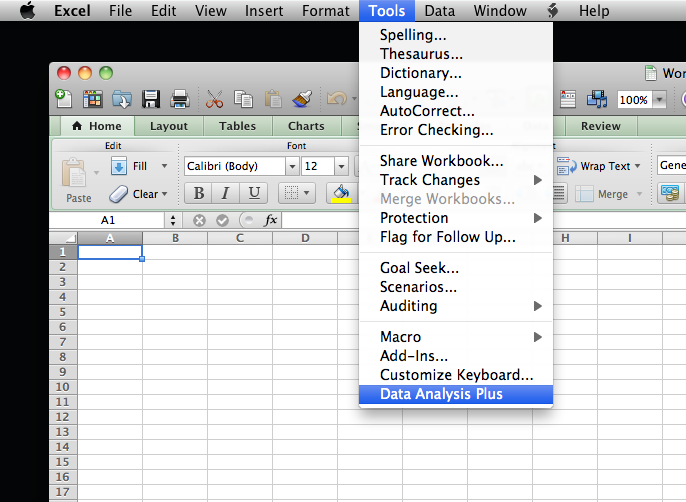 Excel File Edit View Insert Format Tools Data Window Help
Spelling...
Thesaurus...
Dictionary...
Language...
AutoCorrect...
Error Checking...
Share Workbook...
Track Changes
Merge Workbooks...
Protection
Flag for Follow Up...
Goal Seek...
Scenarios...
Auditing
Macro
Add-Ins...
Customize Keyboard...
Data Analysis Plus
100%
Home Layout Tables Charts Review
Edit Font
Paste Fill Clear
Calibri (Body) 12
B I U
Wrap Text
Merge
A1 fx
A B C D H I
1
2
3
4
5
6
7
8
9
10
11
12
13
14
15
16
17